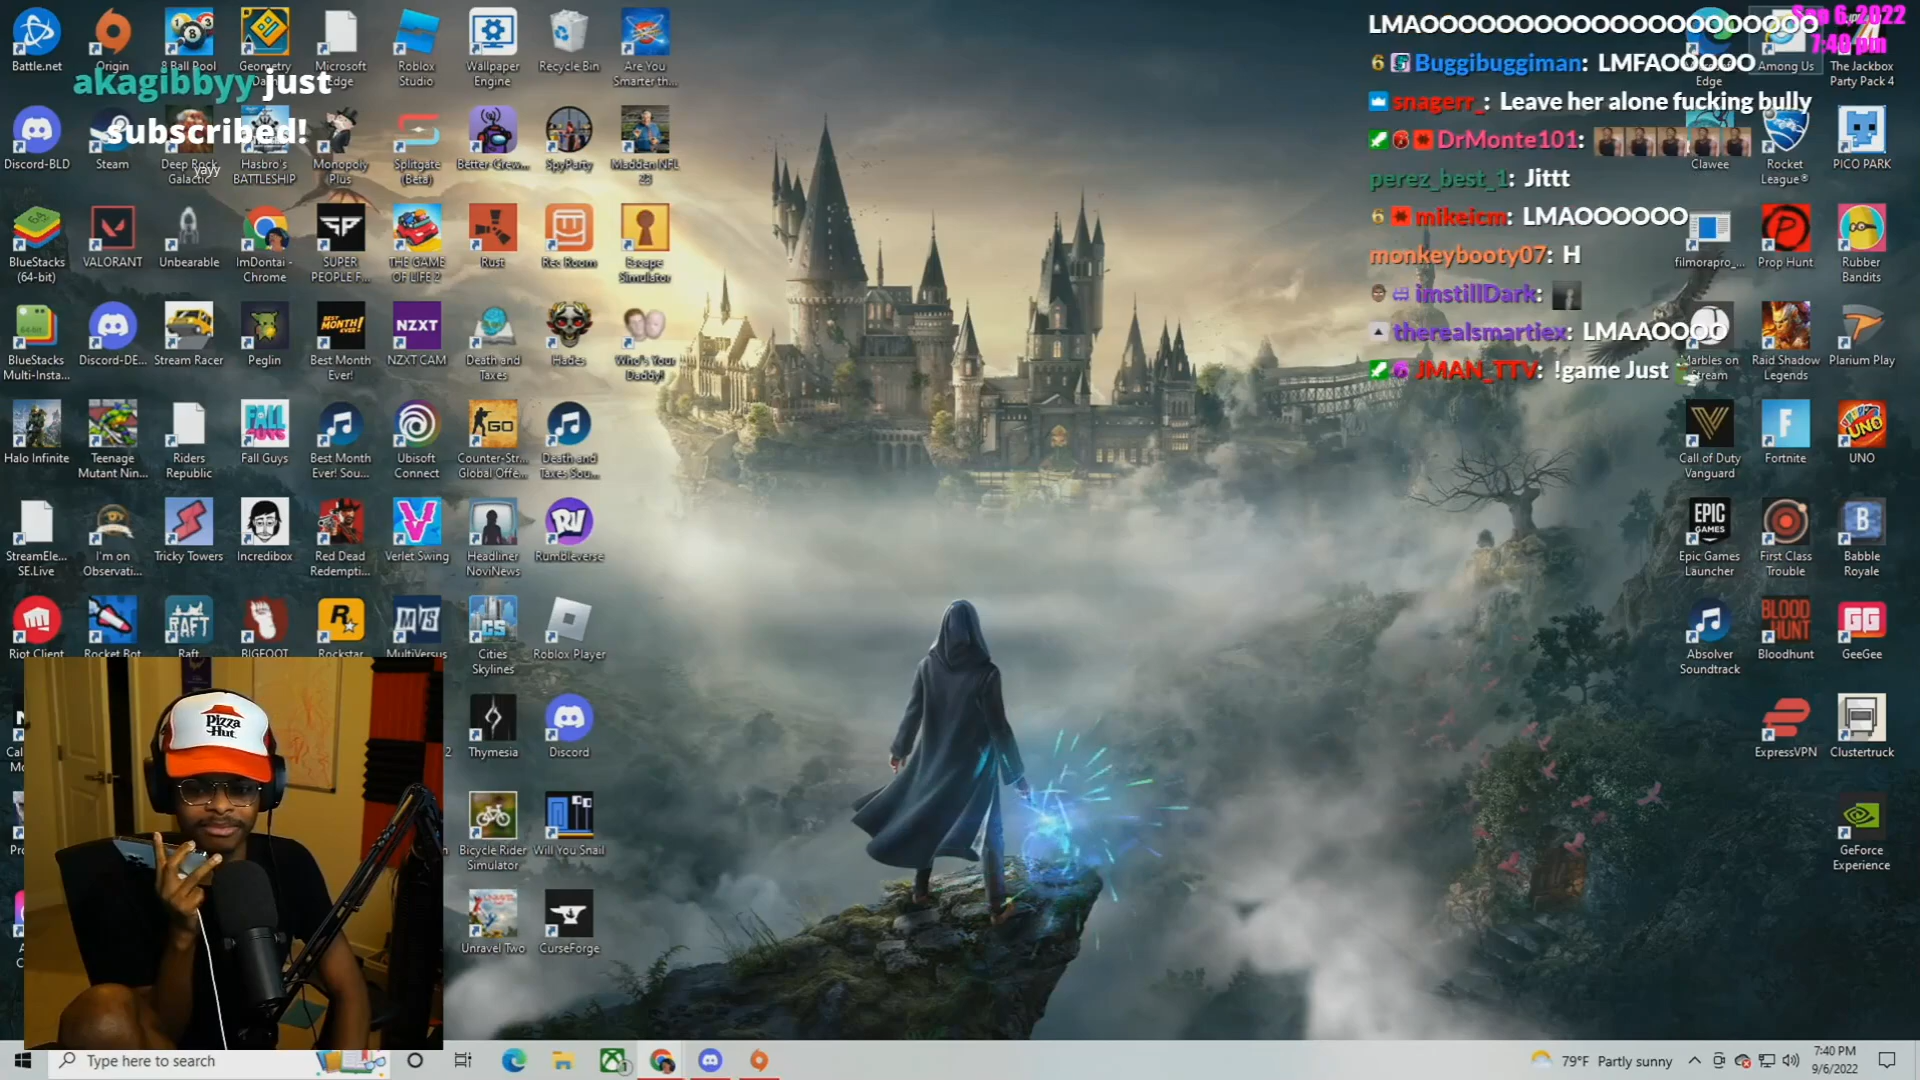 Battle.net
Origin
8 Ball Pool
Geometry
Dash
Microsoft
Edge
Roblox
Studio
Wallpaper
Engine
Recycle Bin
Are You
Smarter th...
akagibbyy just
subscribed!
yayy
Discord-BLD
Steam
Deep Rock
Galactic
Hasbro's
BATTLESHIP
Monopoly
Plus
Splitgate
(Beta)
Better-Crew...
SpyParty
Madden NFL
23
BlueStacks
(64-bit)
VALORANT
Unbearable
ImDontai -
Chrome
SUPER
PEOPLE F...
THE GAME
OF LIFE 2
Rust
Rec Room
Escape
Simulator
BlueStacks
Multi-Insta...
Discord-DE...
Stream Racer
Peglin
Best Month
Ever!
NZXT CAM
Death and
Taxes
Hades
Who's Your
Daddy!
Halo Infinite
Teenage
Mutant Nin...
Riders
Republic
Fall Guys
Best Month
Ever! Sou...
Ubisoft
Connect
Counter-Str...
Global Offe...
Death and
Taxes Sou...
StreamEle...
SE.Live
I'm on
Observati...
Tricky Towers
Incredibox
Red Dead
Redempti...
Verlet Swing
Headliner
NoviNews
Rumbleverse
Riot Client
Rocket Bot
Raft
BIGFOOT
Rockstar
MultiVersus
Cities
Skylines
Roblox Player
Thymesia
Discord
Bicycle Rider
Simulator
Will You Snail
Unravel Two
CurseForge
Pizza
Hut
LMAOOOOOOOOOOOOOOOOOOOOO
Sep 6, 2022
7:40 pm
Buggibuggiman: LMFAOOOOO
snagerr_: Leave her alone fucking bully
DrMonte101:
perez_best_1: Jittt
mikeicm: LMAOOOOOO
monkeybooty07: H
imstillDark:
therealsmartiex: LMAAOOOO
JMAN_TTV: !game Just
Edge
Among Us
The Jackbox
Party Pack 4
Clawee
Rocket
League®
PICO PARK
filmorapro_...
Prop Hunt
Rubber
Bandits
Marbles on
Stream
Raid Shadow
Legends
Plarium Play
Call of Duty
Vanguard
Fortnite
UNO
Epic Games
Launcher
First Class
Trouble
Babble
Royale
Absolver
Soundtrack
Bloodhunt
GeeGee
ExpressVPN
Clustertruck
GeForce
Experience
Type here to search
79°F Partly sunny
7:40 PM
9/6/2022